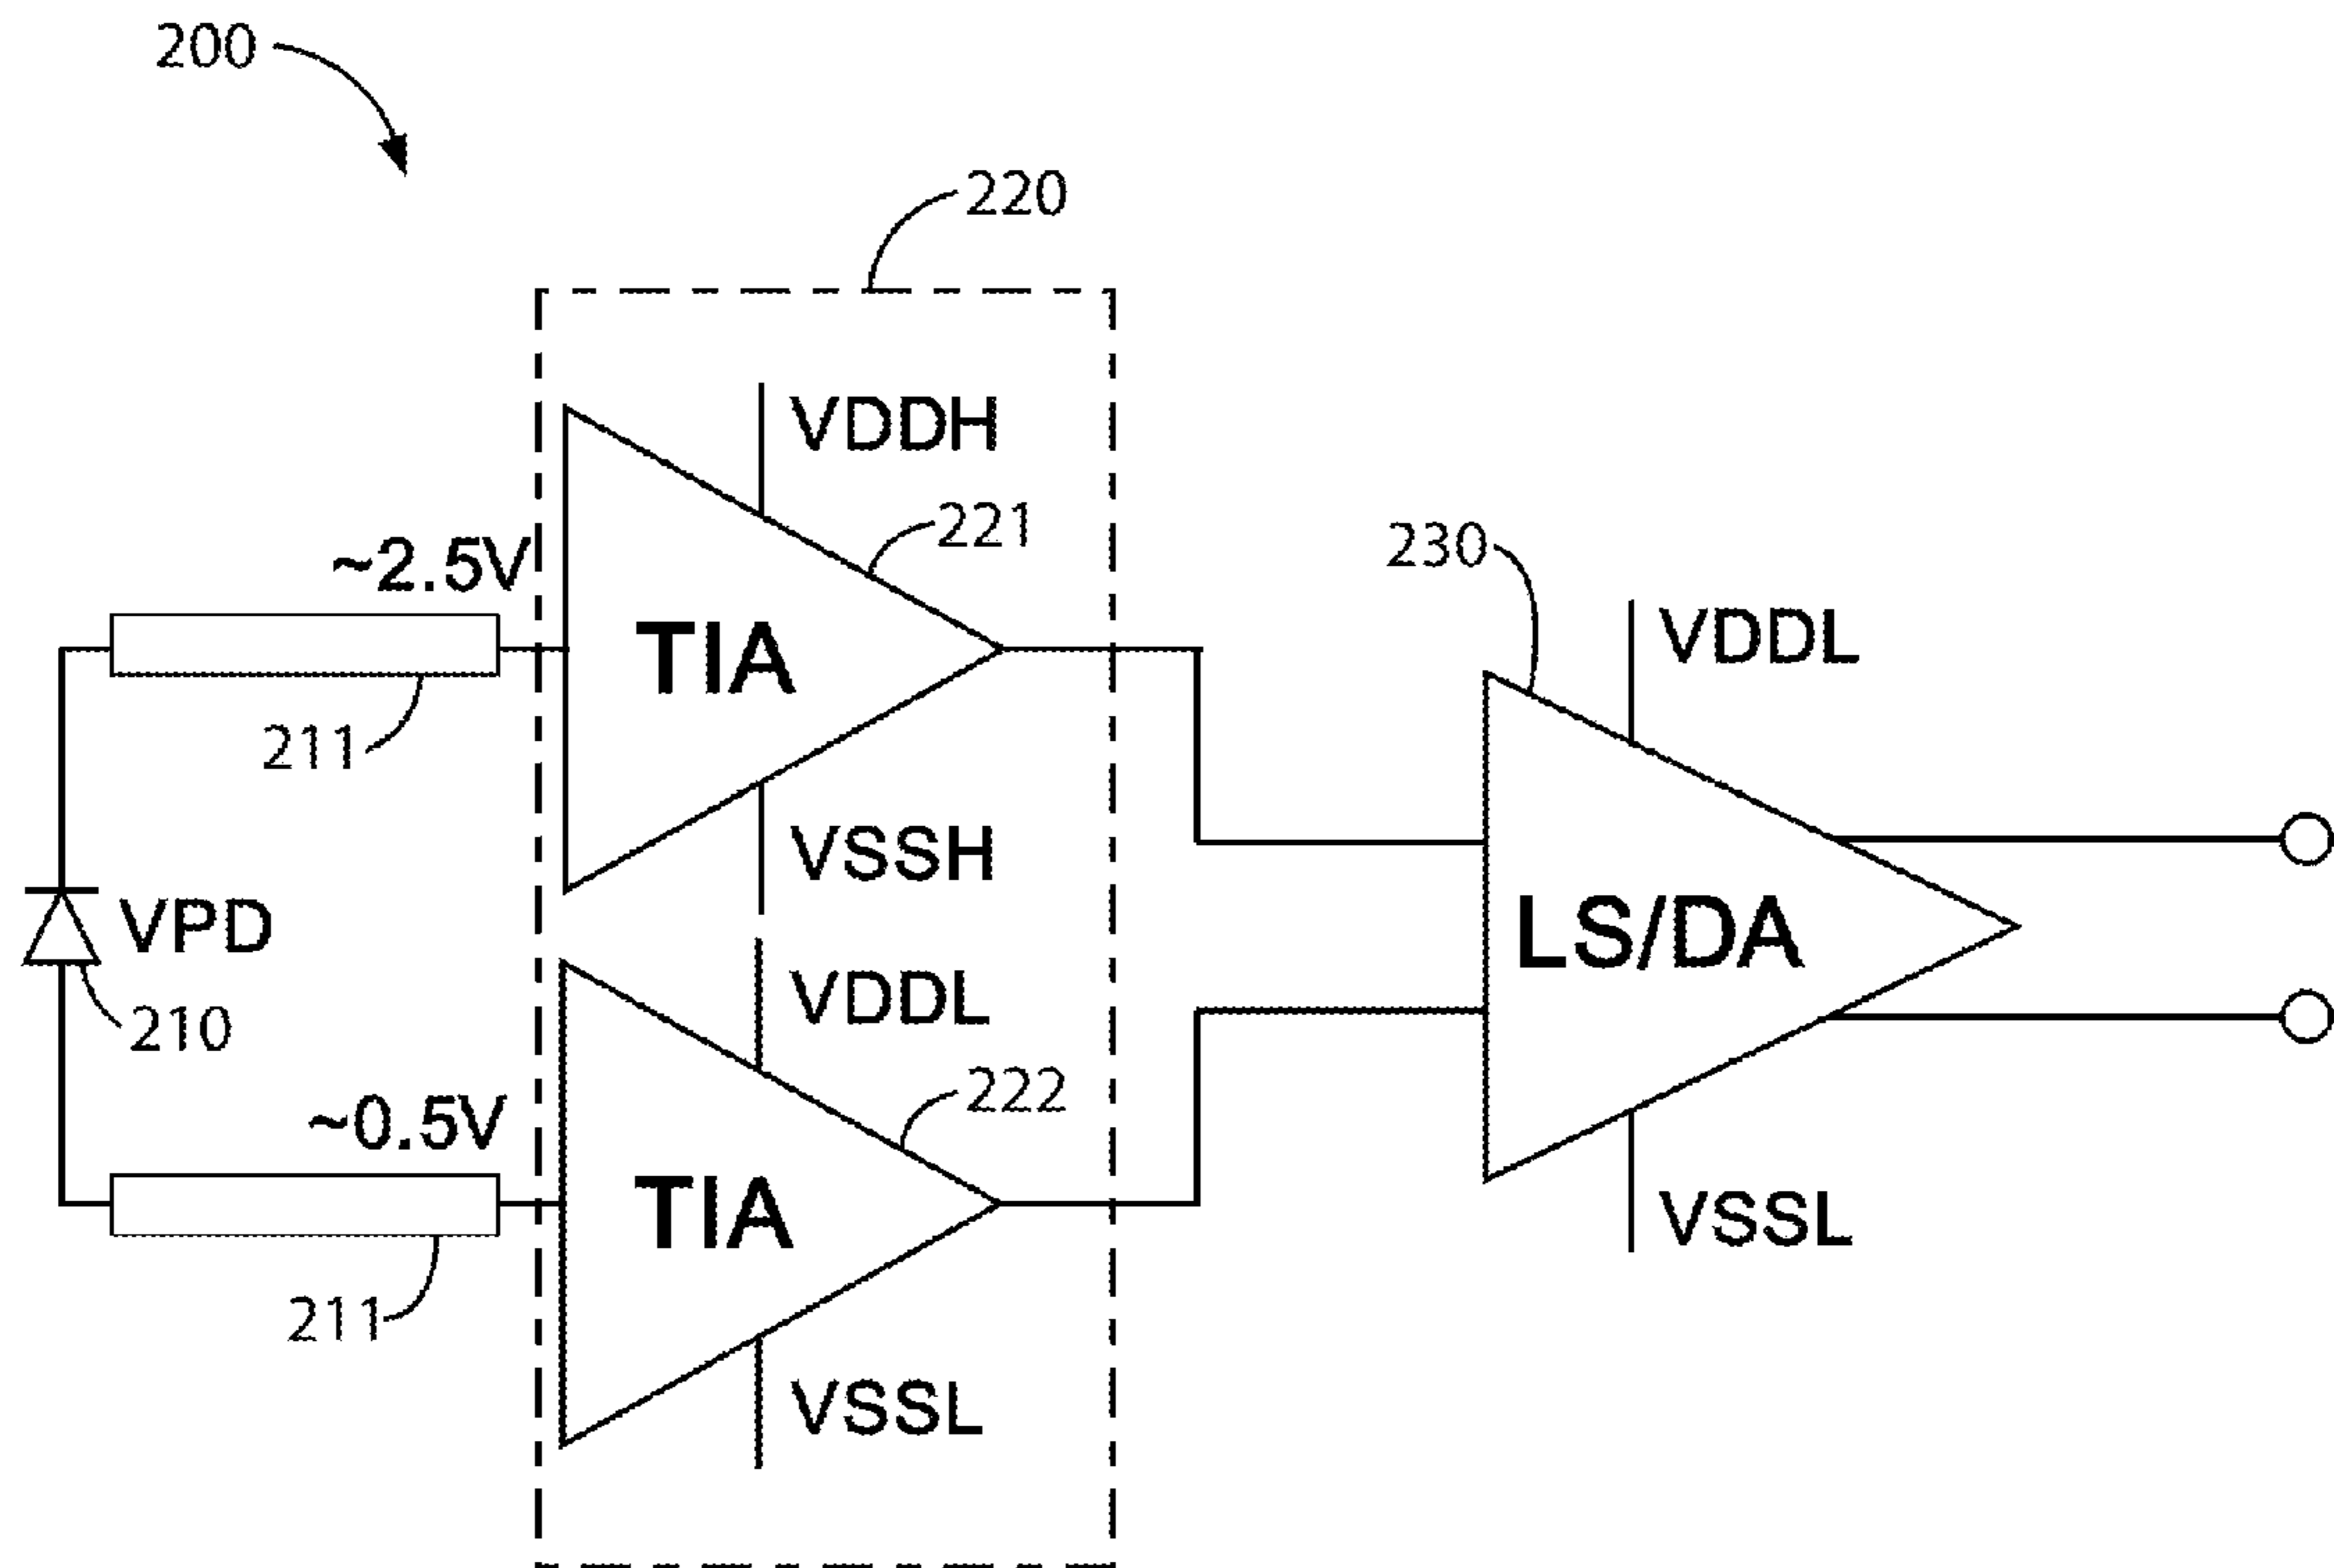 200
220
VDDH
221
~2.5V
TIA
230
VDDL
211
VSSH
VPD
LS/DA
210
VDDL
222
~0.5V
TIA
VSSL
211
VSSL